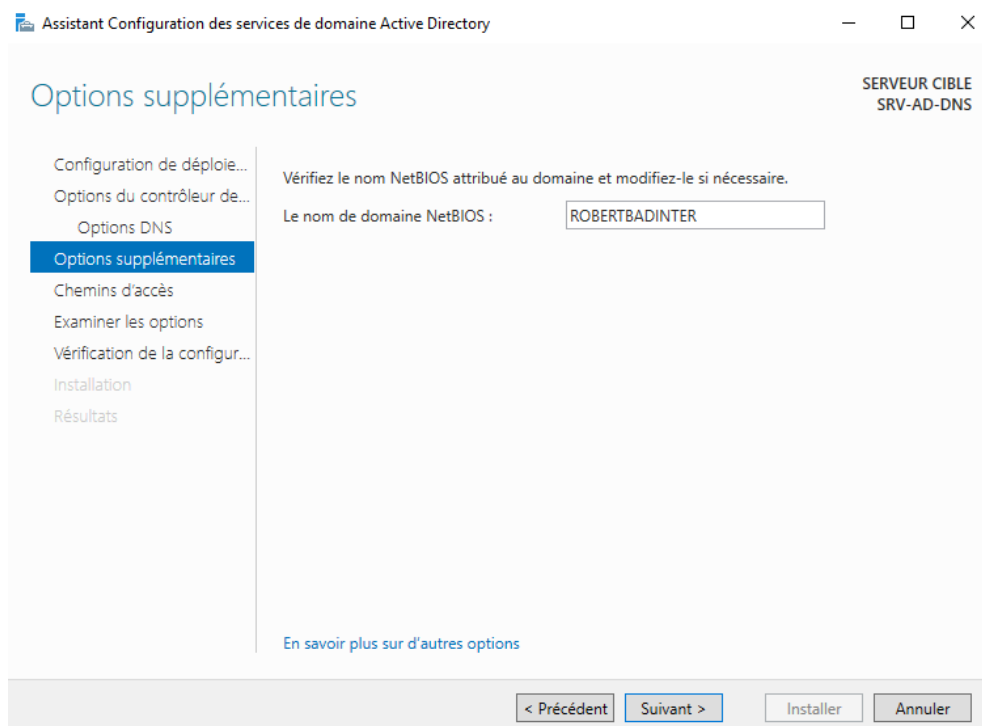 Assistant Configuration des services de domaine Active Directory
Options supplémentaires
SERVEUR CIBLE
SRV-AD-DNS
Configuration de déploie...
Options du contrôleur de...
Options DNS
Options supplémentaires
Chemins d'accès
Examiner les options
Vérification de la configur...
Installation
Résultats
Vérifiez le nom NetBIOS attribué au domaine et modifiez-le si nécessaire.
Le nom de domaine NetBIOS : ROBERTBADINTER
En savoir plus sur d'autres options
< Précédent Suivant > Installer Annuler